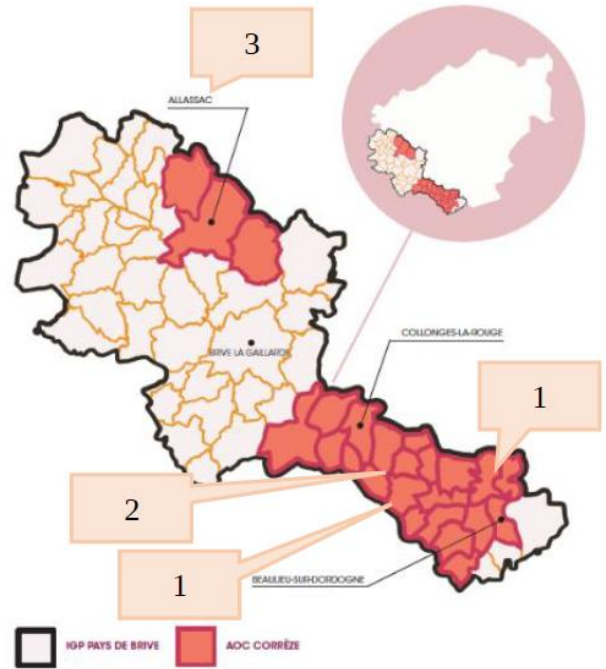 3
ALLASSAC
COLLONGES-LA-ROUGE
BRIVE LA GAILLARDE
1
2
1
BEAULIEU-SUR-DORDOGNE
IGP PAYS DE BRIVE
AOC CORRÈZE